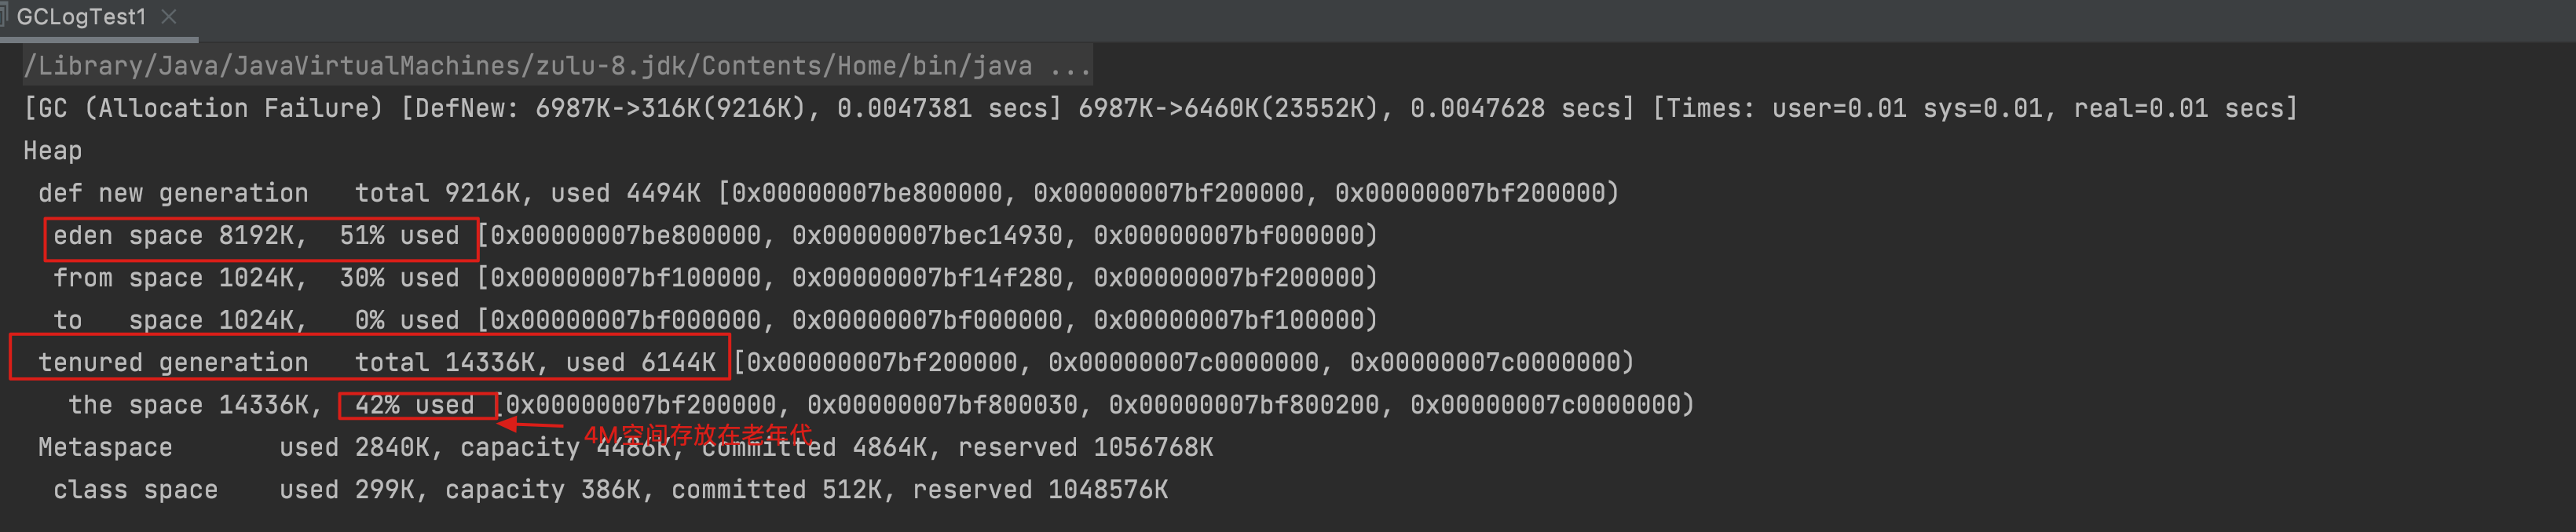 GCLogTest1
/Library/Java/JavaVirtualMachines/zulu-8.jdk/Contents/Home/bin/java ...
[GC (Allocation Failure) [DefNew: 6987K->316K(9216K), 0.0047381 secs] 6987K->6460K(23552K), 0.0047628 secs] [Times: user=0.01 sys=0.01, real=0.01 secs]
Heap
def new generation   total 9216K, used 4494K [0x00000007be800000, 0x00000007bf200000, 0x00000007bf200000)
eden space 8192K,  51% used [0x00000007be800000, 0x00000007bec14930, 0x00000007bf000000)
from space 1024K,  30% used [0x00000007bf100000, 0x00000007bf14f280, 0x00000007bf200000)
to   space 1024K,   0% used [0x00000007bf000000, 0x00000007bf000000, 0x00000007bf100000)
tenured generation   total 14336K, used 6144K [0x00000007bf200000, 0x00000007c0000000, 0x00000007c0000000)
the space 14336K,  42% used [0x00000007bf200000, 0x00000007bf800030, 0x00000007bf800200, 0x00000007c0000000)
4M空间存放在老年代
Metaspace       used 2840K, capacity 4486K, committed 4864K, reserved 1056768K
class space    used 299K, capacity 386K, committed 512K, reserved 1048576K